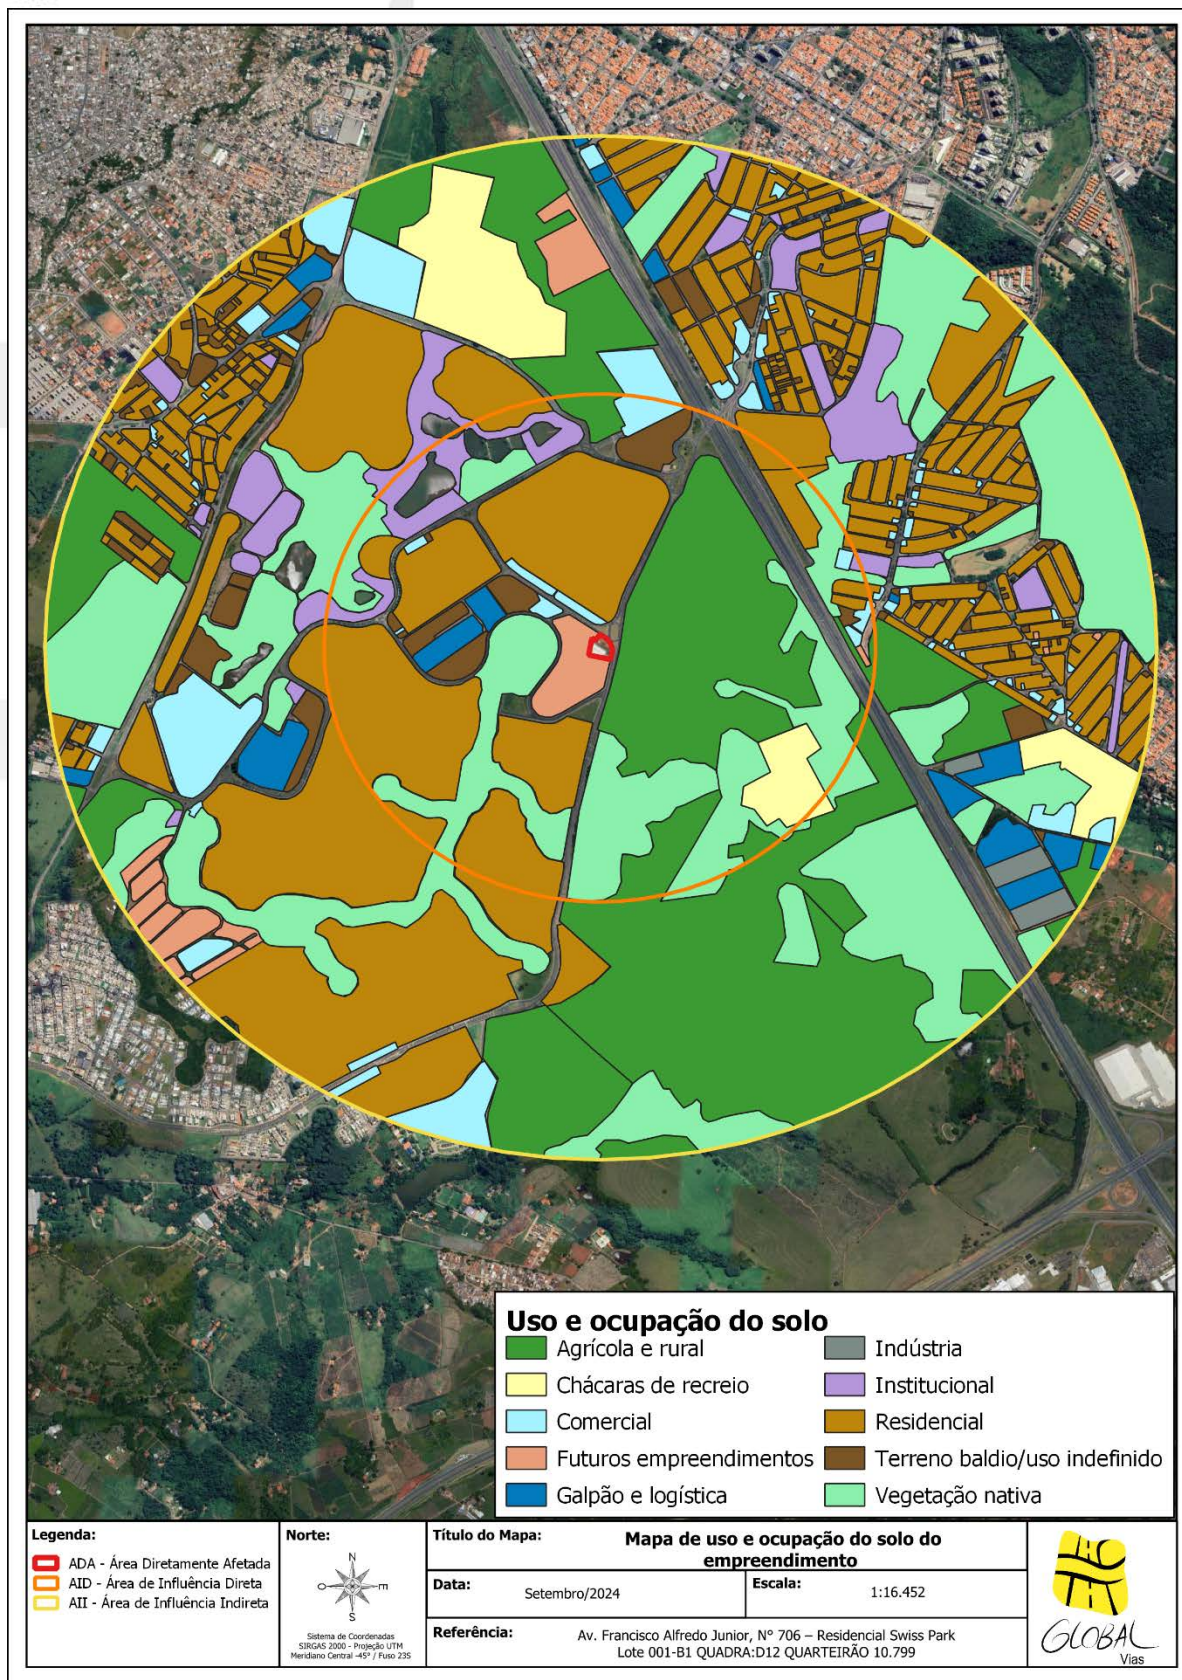 Uso e ocupação do solo
Agrícola e rural
Chácaras de recreio
Comercial
Futuros empreendimentos
Galpão e logística
Indústria
Institucional
Residencial
Terreno baldio/uso indefinido
Vegetação nativa
Legenda:
ADA - Área Diretamente Afetada
AID - Área de Influência Direta
AII - Área de Influência Indireta
Norte:
N
O
E
S
Sistema de Coordenadas
SIRGAS 2000 - Projeção UTM
Meridiano Central -45° / Fuso 23S
Título do Mapa:
Mapa de uso e ocupação do solo do
empreendimento
Data:
Setembro/2024
Escala:
1:16.452
Referência:
Av. Francisco Alfredo Junior, N° 706 – Residencial Swiss Park
Lote 001-B1 QUADRA:D12 QUARTEIRÃO 10.799
GLOBAL
Vias